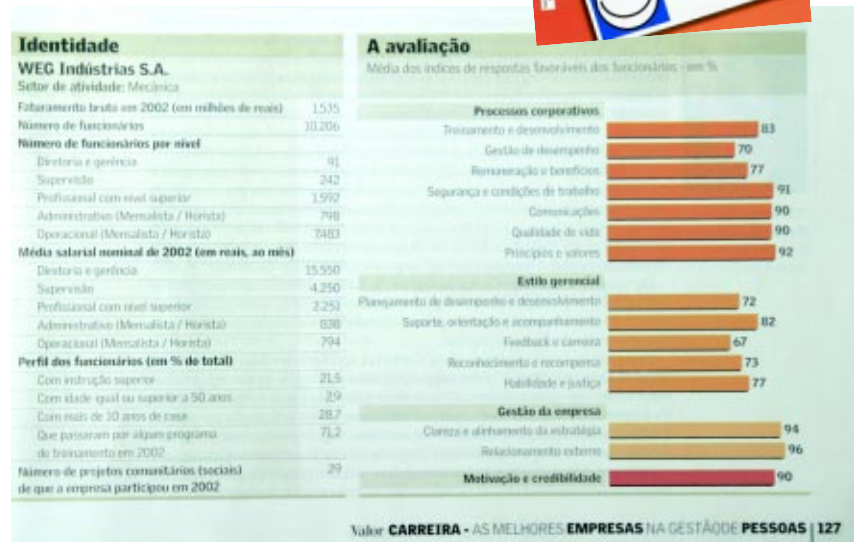 Identidade
WEG Indústrias S.A.
Setor de atividade: Mecânica
Faturamento bruto em 2002 (em milhões de reais) 1.535
Número de funcionários 10.206
Número de funcionários por nível
Diretoria e gerência 91
Supervisão 242
Profissional com nível superior 1.592
Administrativo (Mensalista / Horista) 798
Operacional (Mensalista / Horista) 7.483
Média salarial nominal de 2002 (em reais, ao mês)
Diretoria e gerência 15.550
Supervisão 4.250
Profissional com nível superior 2.251
Administrativo (Mensalista / Horista) 838
Operacional (Mensalista / Horista) 794
Perfil dos funcionários (em % do total)
Com instrução superior 21,5
Com idade igual ou superior a 50 anos 2,9
Com mais de 10 anos de casa 28,7
Que passaram por algum programa 71,2
de treinamento em 2002
Número de projetos comunitários (sociais) 29
de que a empresa participou em 2002
A avaliação
Média dos índices de respostas favoráveis dos funcionários - em %
Processos corporativos
Treinamento e desenvolvimento 83
Gestão de desempenho 70
Remuneração e benefícios 77
Segurança e condições de trabalho 91
Comunicações 90
Qualidade de vida 90
Princípios e valores 92
Estilo gerencial
Planejamento de desempenho e desenvolvimento 72
Suporte, orientação e acompanhamento 82
Feedback e carreira 67
Reconhecimento e recompensa 73
Habilidade e justiça 77
Gestão da empresa
Clareza e alinhamento da estratégia 94
Relacionamento externo 96
Motivação e credibilidade 90
Valor CARREIRA - AS MELHORES EMPRESAS NA GESTÃODE PESSOAS | 127